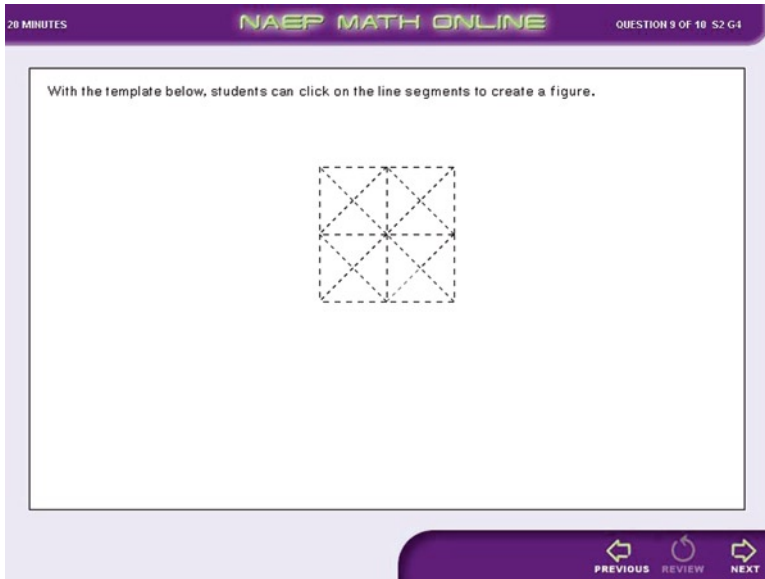 20 MINUTES
NAEP MATH ONLINE
QUESTION 9 OF 10 S2 G4
With the template below, students can click on the line segments to create a figure.
PREVIOUS
REVIEW
NEXT